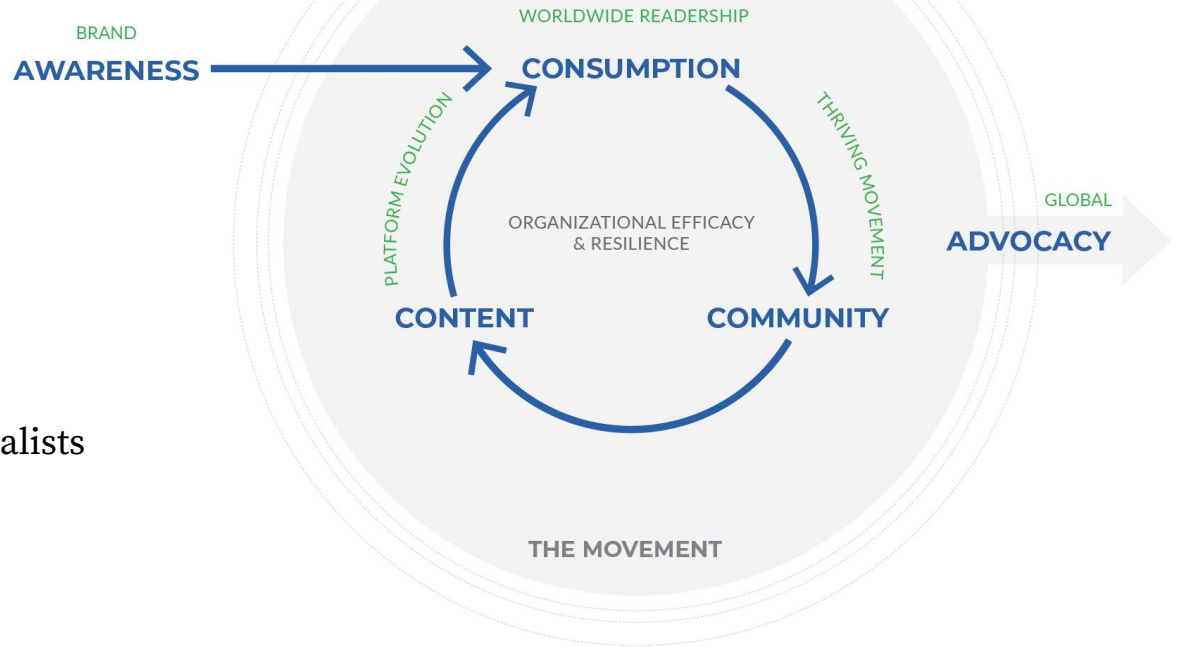 WORLDWIDE READERSHIP
BRAND
AWARENESS
CONSUMPTION
PLATFORM EVOLUTION
THRIVING MOVEMENT
ORGANIZATIONAL EFFICACY
& RESILIENCE
GLOBAL
ADVOCACY
CONTENT
COMMUNITY
alists
THE MOVEMENT